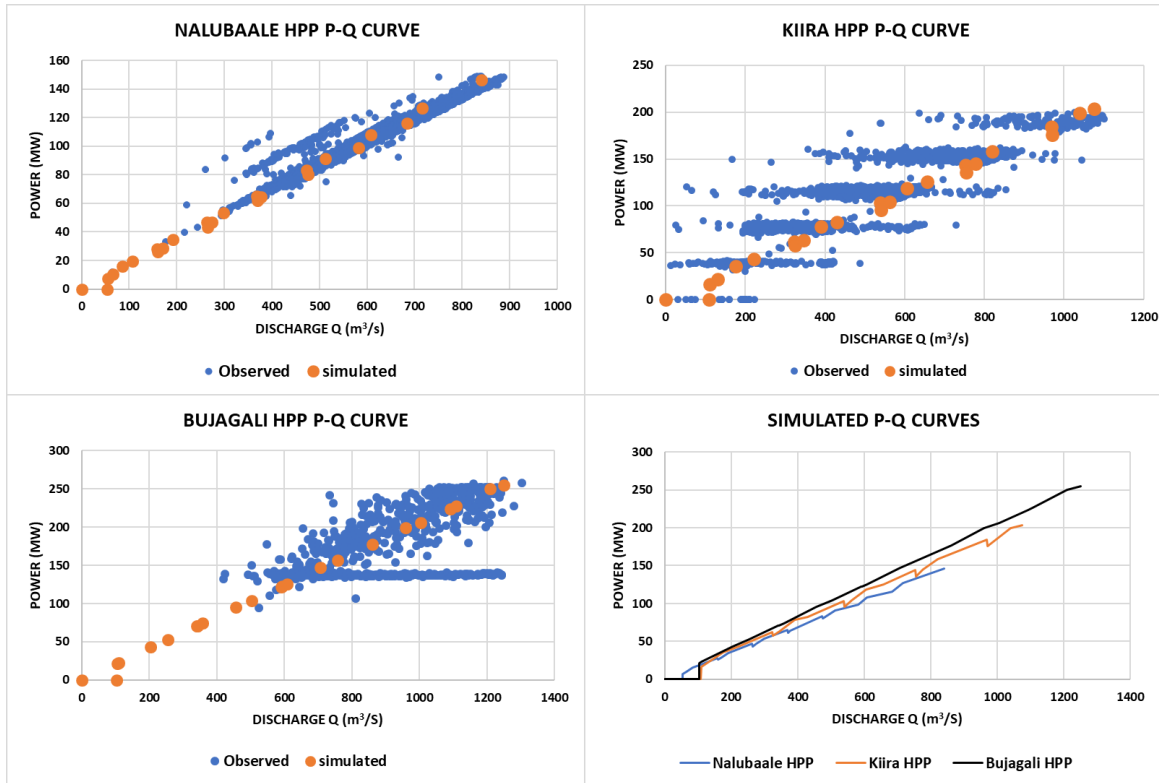 NALUBAALE HPP P-Q CURVE
POWER (MW)
160
140
120
100
80
60
40
20
0
0 100 200 300 400 500 600 700 800 900 1000
DISCHARGE Q (m³/s)
Observed simulated
KIIRA HPP P-Q CURVE
POWER (MW)
250
200
150
100
50
0
0 200 400 600 800 1000 1200
DISCHARGE Q (m³/s)
Observed simulated
BUJAGALI HPP P-Q CURVE
POWER (MW)
300
250
200
150
100
50
0
0 200 400 600 800 1000 1200 1400
DISCHARGE Q (m³/S)
Observed simulated
SIMULATED P-Q CURVES
POWER (MW)
300
250
200
150
100
50
0
0 200 400 600 800 1000 1200 1400
DISCHARGE Q (m³/S)
Nalubaale HPP Kiira HPP Bujagali HPP